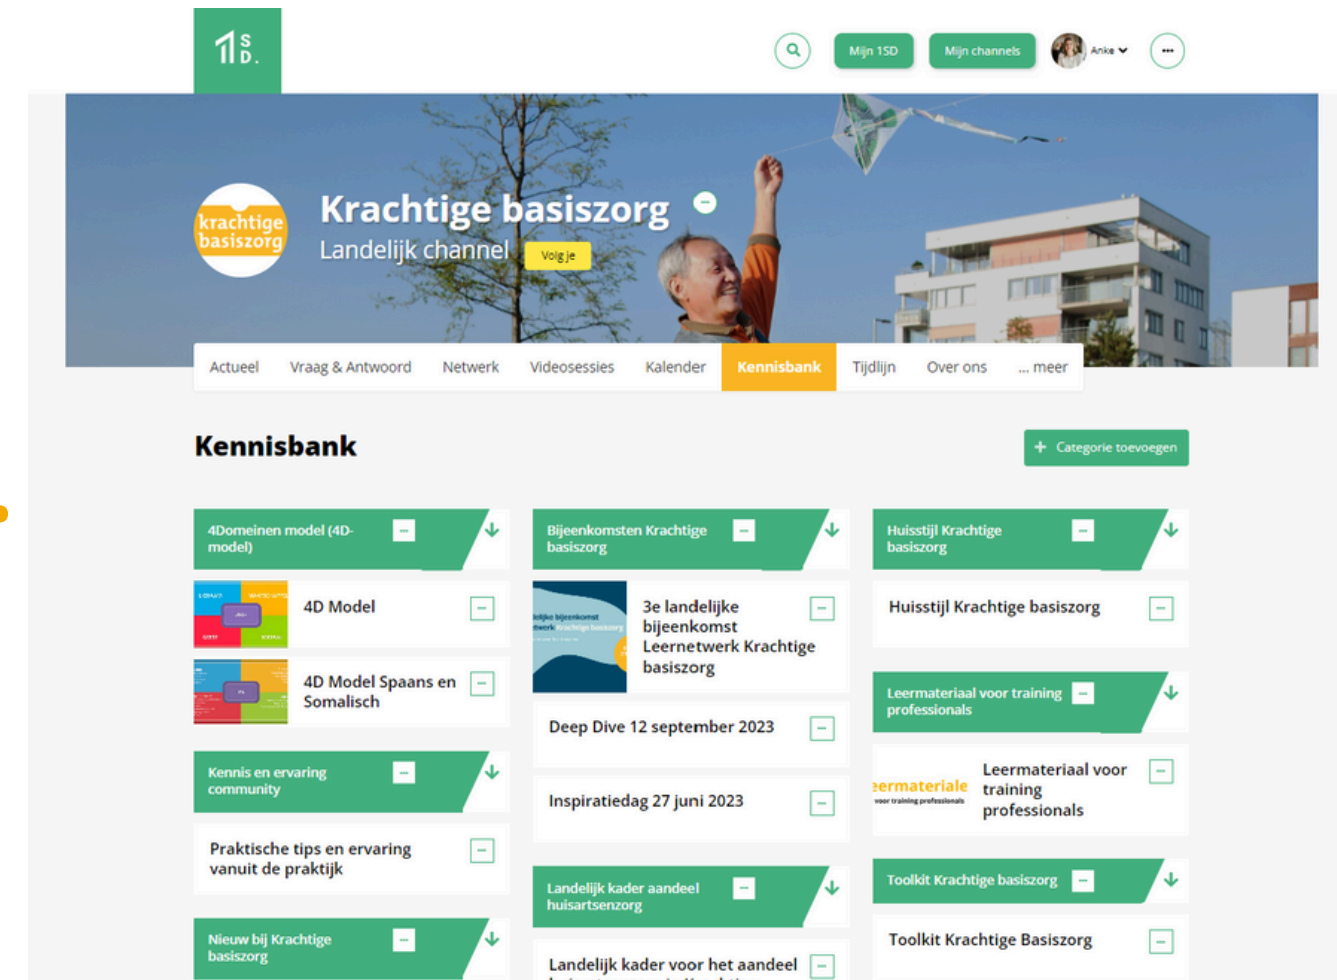 1SD.
Mijn 1SD
Mijn channels
Anke
krachtige
basiszorg
Krachtige basiszorg
Landelijk channel
Volg je
Actueel
Vraag & Antwoord
Netwerk
Videosessies
Kalender
Kennisbank
Tijdlijn
Over ons
... meer
Kennisbank
+ Categorie toevoegen
4Domeinen model (4D-
model)
4D Model
4D Model Spaans en
Somalisch
Kennis en ervaring
community
Praktische tips en ervaring
vanuit de praktijk
Nieuw bij Krachtige
basiszorg
Bijeenkomsten Krachtige
basiszorg
3e landelijke
bijeenkomst
Leernetwerk Krachtige
basiszorg
Deep Dive 12 september 2023
Inspiratiedag 27 juni 2023
Landelijk kader aandeel
huisartsenzorg
Landelijk kader voor het aandeel
Huisstijl Krachtige
basiszorg
Huisstijl Krachtige basiszorg
Leermateriaal voor training
professionals
eermateriale
voor training professionals
Leermateriaal voor
training
professionals
Toolkit Krachtige basiszorg
Toolkit Krachtige Basiszorg